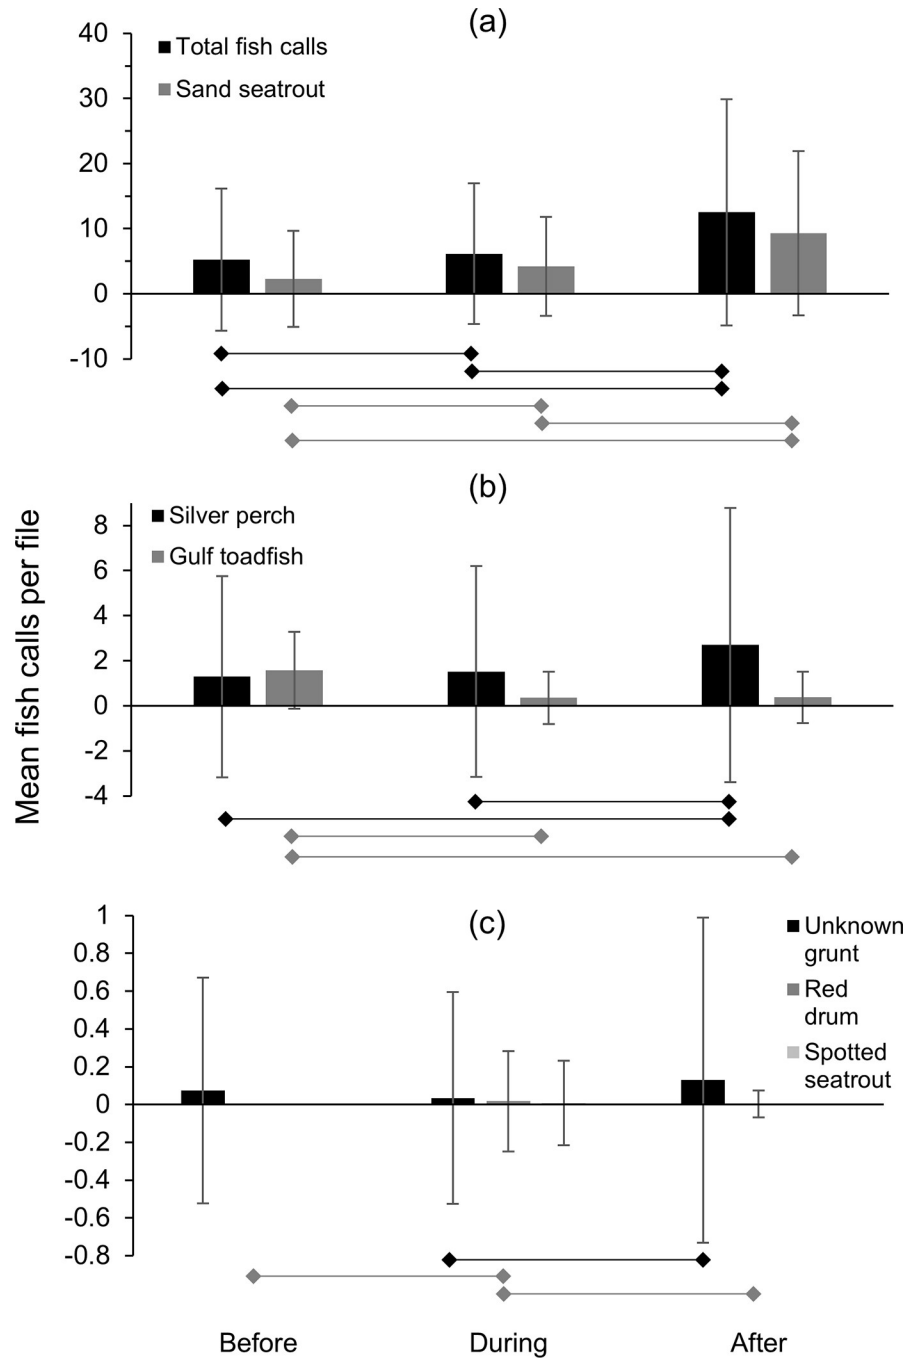 (a)
Total fish calls
Sand seatrout
40
30
20
10
0
-10
(b)
Silver perch
Gulf toadfish
8
6
4
2
0
-2
-4
Mean fish calls per file
(c)
Unknown
grunt
Red
drum
Spotted
seatrout
1
0.8
0.6
0.4
0.2
0
-0.2
-0.4
-0.6
-0.8
Before During After